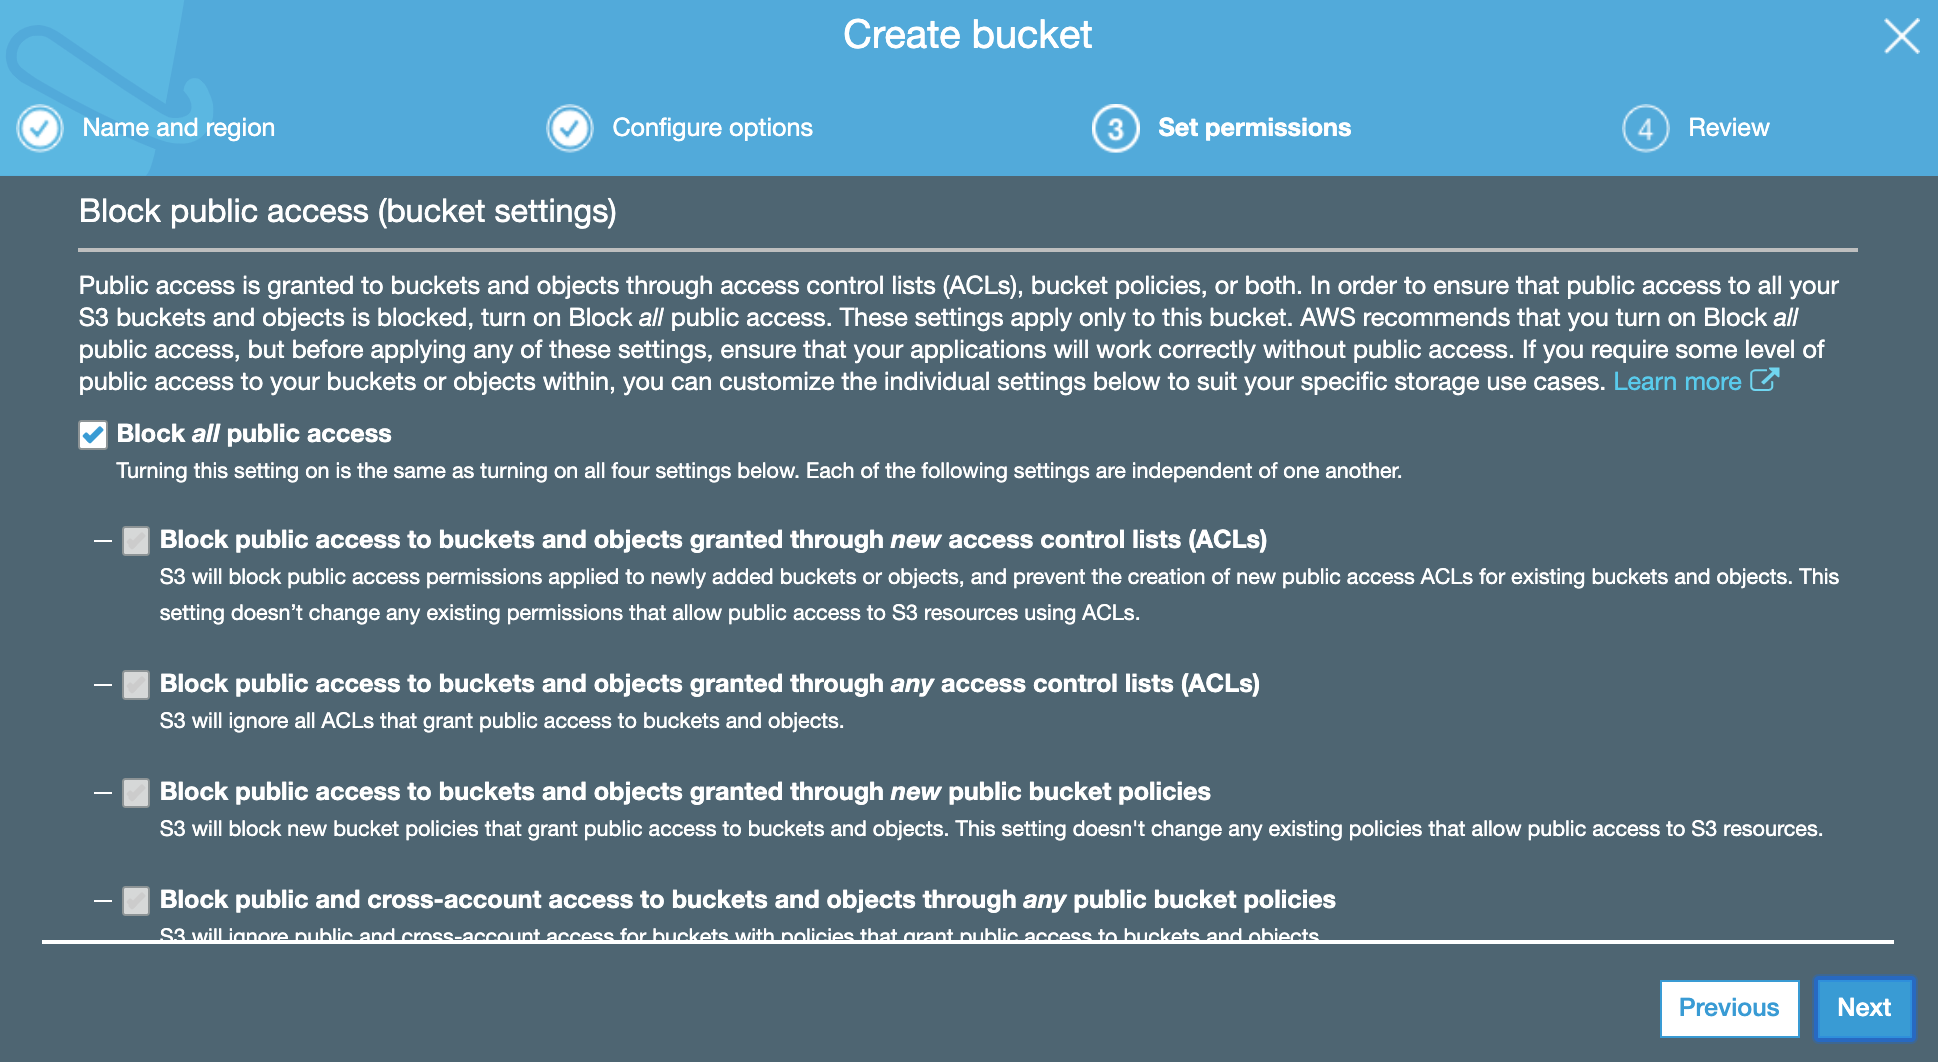 Create bucket
Name and region
Configure options
3 Set permissions
4 Review
Block public access (bucket settings)
Public access is granted to buckets and objects through access control lists (ACLs), bucket policies, or both. In order to ensure that public access to all your
S3 buckets and objects is blocked, turn on Block all public access. These settings apply only to this bucket. AWS recommends that you turn on Block all
public access, but before applying any of these settings, ensure that your applications will work correctly without public access. If you require some level of
public access to your buckets or objects within, you can customize the individual settings below to suit your specific storage use cases. Learn more
Block all public access
Turning this setting on is the same as turning on all four settings below. Each of the following settings are independent of one another.
Block public access to buckets and objects granted through new access control lists (ACLs)
S3 will block public access permissions applied to newly added buckets or objects, and prevent the creation of new public access ACLs for existing buckets and objects. This
setting doesn’t change any existing permissions that allow public access to S3 resources using ACLs.
Block public access to buckets and objects granted through any access control lists (ACLs)
S3 will ignore all ACLs that grant public access to buckets and objects.
Block public access to buckets and objects granted through new public bucket policies
S3 will block new bucket policies that grant public access to buckets and objects. This setting doesn't change any existing policies that allow public access to S3 resources.
Block public and cross-account access to buckets and objects through any public bucket policies
S3 will ignore public and cross-account access for buckets with policies that grant public access to buckets and objects.
Previous
Next